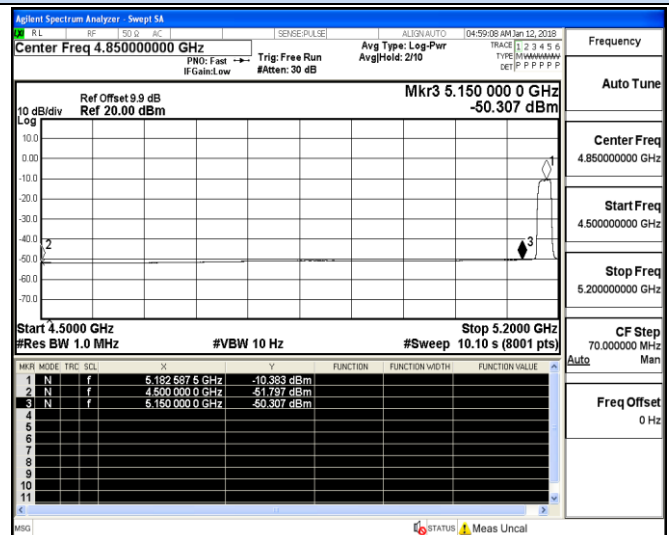 Agilent Spectrum Analyzer - Swept SA
RL RF 50 Ω AC SENSE:PULSE ALIGN AUTO 04:59:08 AM Jan 12, 2018
Center Freq 4.850000000 GHz
PNO: Fast
IFGain:Low
Trig: Free Run
#Atten: 30 dB
Avg Type: Log-Pwr
Avg|Hold: 2/10
TRACE 1 2 3 4 5 6
TYPE MWWWWW
DET P P P P P P
Mkr3 5.150 000 0 GHz
-50.307 dBm
Ref Offset 9.9 dB
10 dB/div Ref 20.00 dBm
Log
10.0
0.00
-10.0
-20.0
-30.0
-40.0
-50.0
-60.0
-70.0
1
2
3
Start 4.5000 GHz Stop 5.2000 GHz
#Res BW 1.0 MHz #VBW 10 Hz #Sweep 10.10 s (8001 pts)
MKR MODE TRC SCL X Y FUNCTION FUNCTION WIDTH FUNCTION VALUE
1 N f 5.182 587 5 GHz -10.383 dBm
2 N f 4.500 000 0 GHz -51.797 dBm
3 N f 5.150 000 0 GHz -50.307 dBm
4
5
6
7
8
9
10
11
MSG STATUS Meas Uncal
Frequency
Auto Tune
Center Freq
4.850000000 GHz
Start Freq
4.500000000 GHz
Stop Freq
5.200000000 GHz
CF Step
70.000000 MHz
Auto Man
Freq Offset
0 Hz